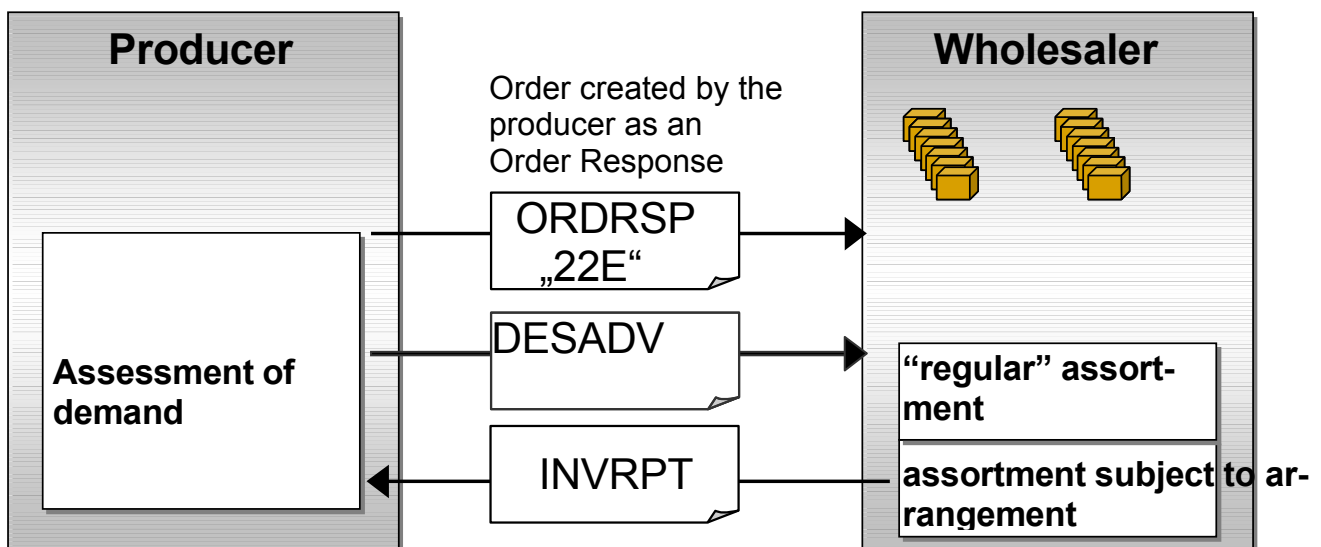 Producer
Wholesaler
Order created by the
producer as an
Order Response
ORDRSP
„22E“
DESADV
INVRPT
Assessment of
demand
“regular” assort-
ment
assortment subject to ar-
rangement